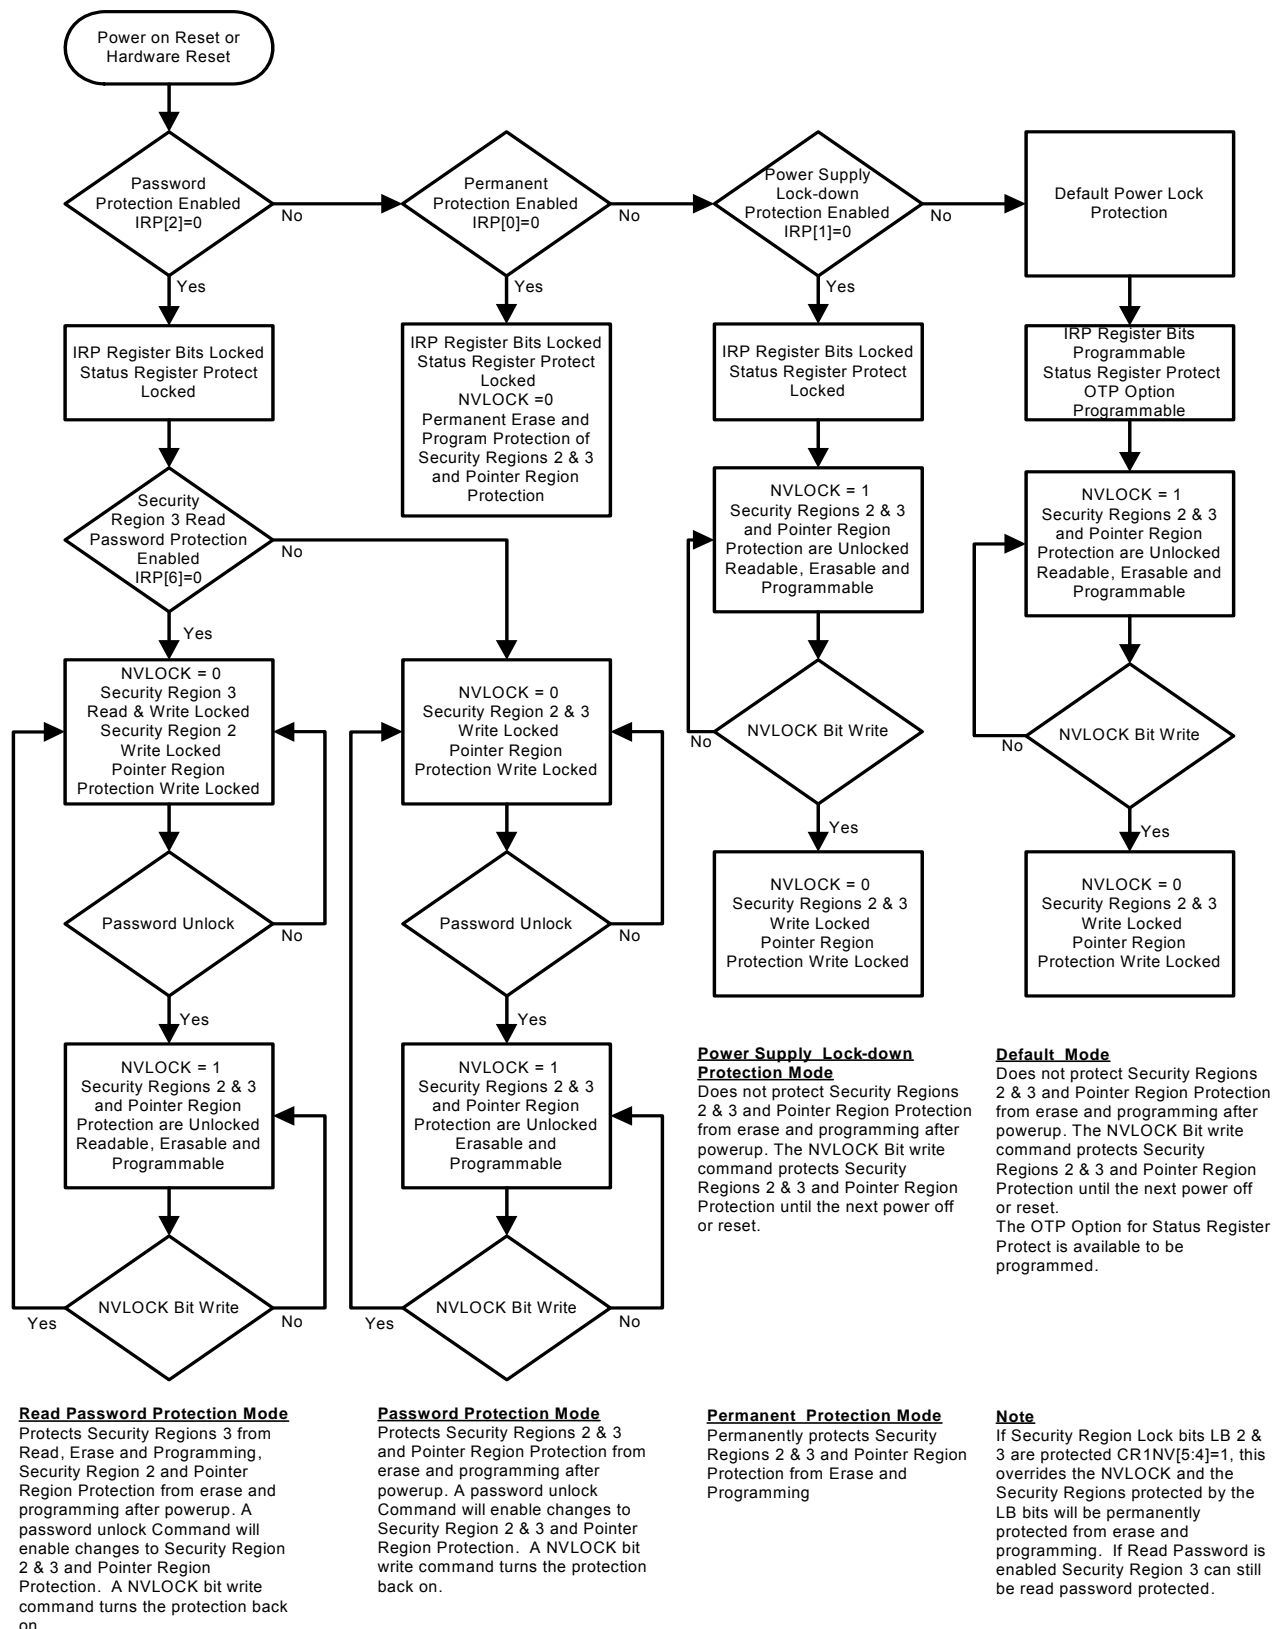 Power on Reset or
Hardware Reset
Password
Protection Enabled
IRP[2]=0
No
Yes
Permanent
Protection Enabled
IRP[0]=0
No
Yes
Power Supply
Lock-down
Protection Enabled
IRP[1]=0
No
Yes
Default Power Lock
Protection
IRP Register Bits Locked
Status Register Protect
Locked
IRP Register Bits Locked
Status Register Protect
Locked
NVLOCK =0
Permanent Erase and
Program Protection of
Security Regions 2 & 3
and Pointer Region
Protection
IRP Register Bits Locked
Status Register Protect
Locked
IRP Register Bits
Programmable
Status Register Protect
OTP Option
Programmable
Security
Region 3 Read
Password Protection
Enabled
IRP[6]=0
No
Yes
NVLOCK = 1
Security Regions 2 & 3
and Pointer Region
Protection are Unlocked
Readable, Erasable and
Programmable
NVLOCK = 1
Security Regions 2 & 3
and Pointer Region
Protection are Unlocked
Readable, Erasable and
Programmable
NVLOCK = 0
Security Region 3
Read & Write Locked
Security Region 2
Write Locked
Pointer Region
Protection Write Locked
NVLOCK = 0
Security Region 2 & 3
Write Locked
Pointer Region
Protection Write Locked
NVLOCK Bit Write
No
Yes
NVLOCK Bit Write
No
Yes
Password Unlock
No
Yes
Password Unlock
No
Yes
NVLOCK = 0
Security Regions 2 & 3
Write Locked
Pointer Region
Protection Write Locked
NVLOCK = 0
Security Regions 2 & 3
Write Locked
Pointer Region
Protection Write Locked
NVLOCK = 1
Security Regions 2 & 3
and Pointer Region
Protection are Unlocked
Readable, Erasable and
Programmable
NVLOCK = 1
Security Regions 2 & 3
and Pointer Region
Protection are Unlocked
Erasable and
Programmable
NVLOCK Bit Write
Yes
No
NVLOCK Bit Write
Yes
No
Power Supply Lock-down
Protection Mode
Does not protect Security Regions
2 & 3 and Pointer Region Protection
from erase and programming after
powerup. The NVLOCK Bit write
command protects Security
Regions 2 & 3 and Pointer Region
Protection until the next power off
or reset.
Default Mode
Does not protect Security Regions
2 & 3 and Pointer Region Protection
from erase and programming after
powerup. The NVLOCK Bit write
command protects Security
Regions 2 & 3 and Pointer Region
Protection until the next power off
or reset.
The OTP Option for Status Register
Protect is available to be
programmed.
Read Password Protection Mode
Protects Security Regions 3 from
Read, Erase and Programming,
Security Region 2 and Pointer
Region Protection from erase and
programming after powerup. A
password unlock Command will
enable changes to Security Region
2 & 3 and Pointer Region
Protection. A NVLOCK bit write
command turns the protection back
on.
Password Protection Mode
Protects Security Regions 2 & 3
and Pointer Region Protection from
erase and programming after
powerup. A password unlock
Command will enable changes to
Security Region 2 & 3 and Pointer
Region Protection. A NVLOCK bit
write command turns the protection
back on.
Permanent Protection Mode
Permanently protects Security
Regions 2 & 3 and Pointer Region
Protection from Erase and
Programming
Note
If Security Region Lock bits LB 2 &
3 are protected CR1NV[5:4]=1, this
overrides the NVLOCK and the
Security Regions protected by the
LB bits will be permanently
protected from erase and
programming. If Read Password is
enabled Security Region 3 can still
be read password protected.